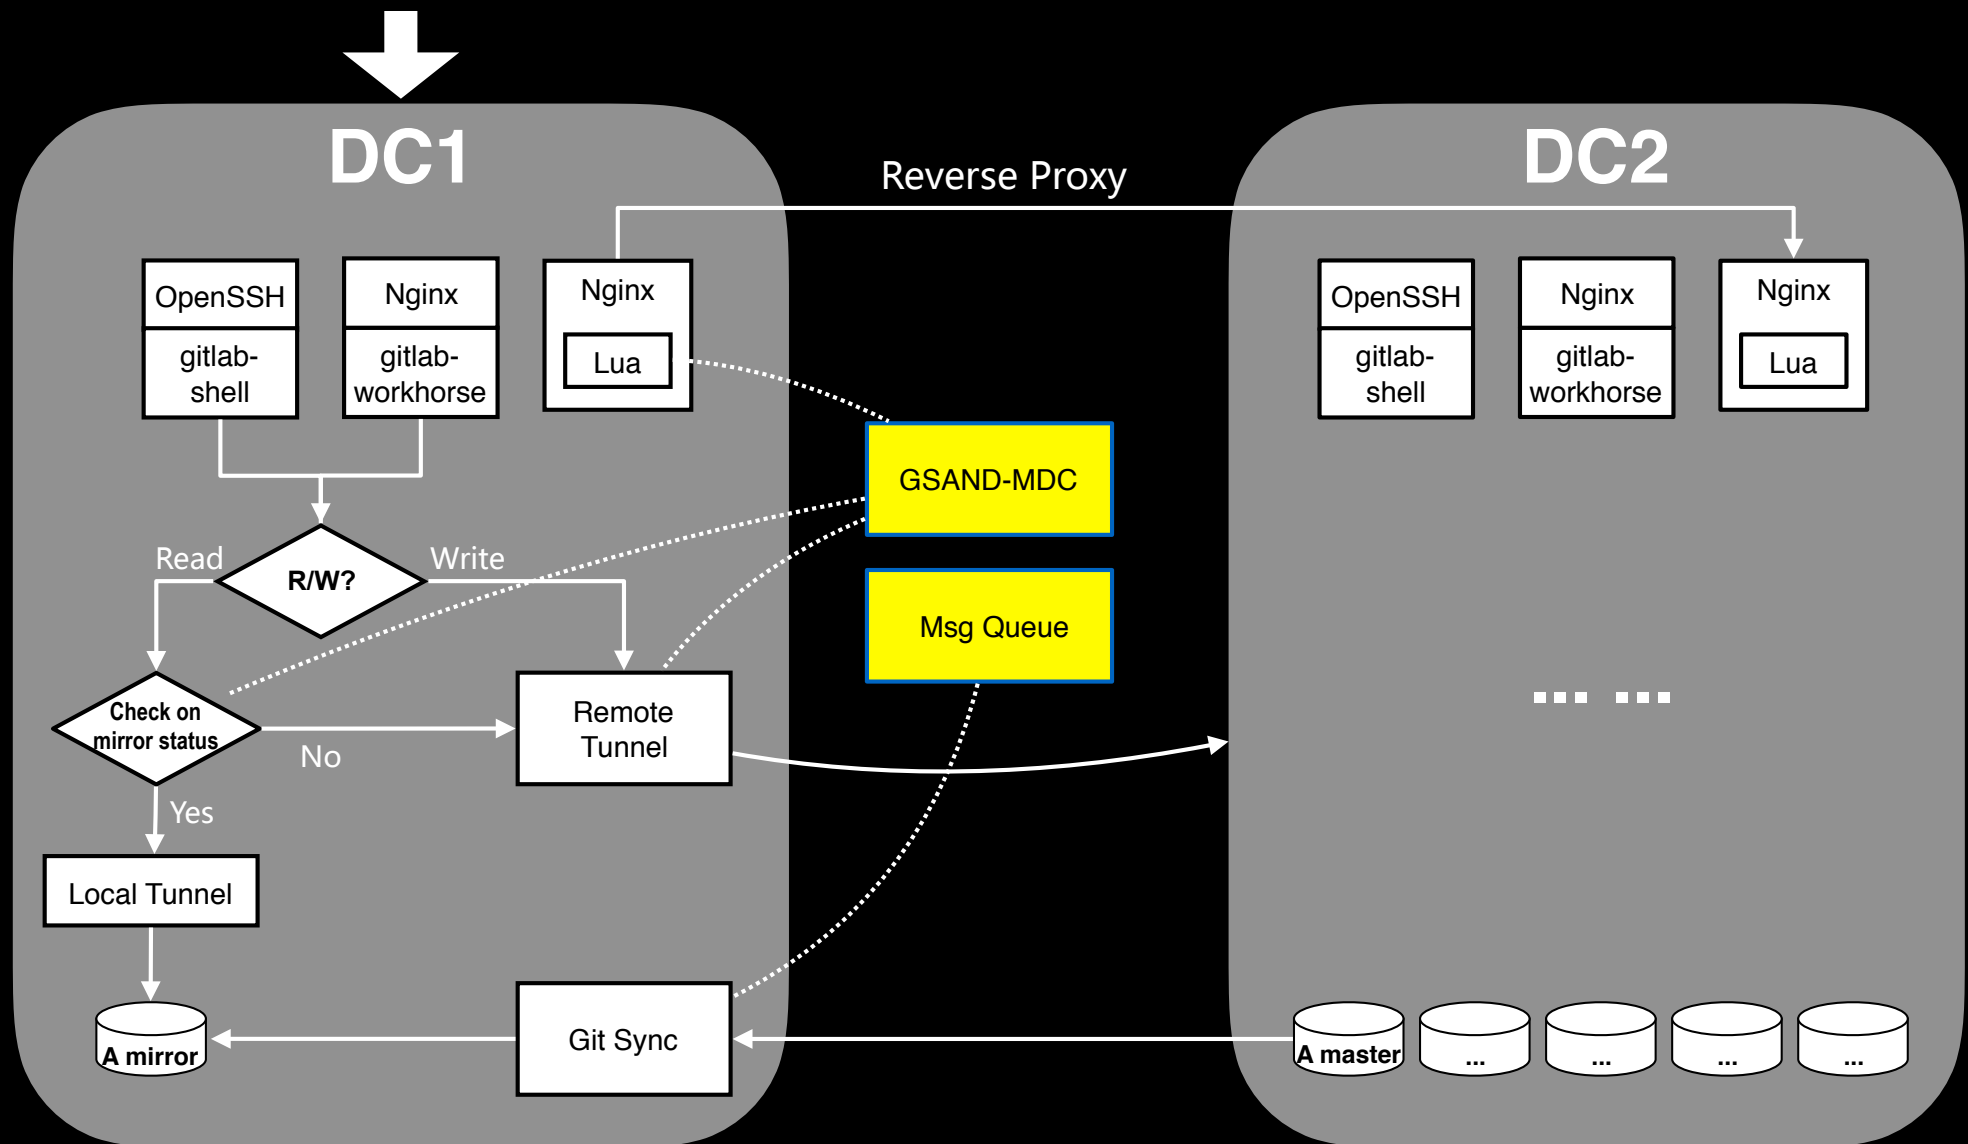 DC1
DC2
Reverse Proxy
OpenSSH
gitlab-
shell
Nginx
gitlab-
workhorse
Nginx
Lua
OpenSSH
gitlab-
shell
Nginx
gitlab-
workhorse
Nginx
Lua
GSAND-MDC
Read
R/W?
Write
Msg Queue
Check on
mirror status
No
Remote
Tunnel
... ...
Yes
Local Tunnel
A mirror
Git Sync
A master
...
...
...
...